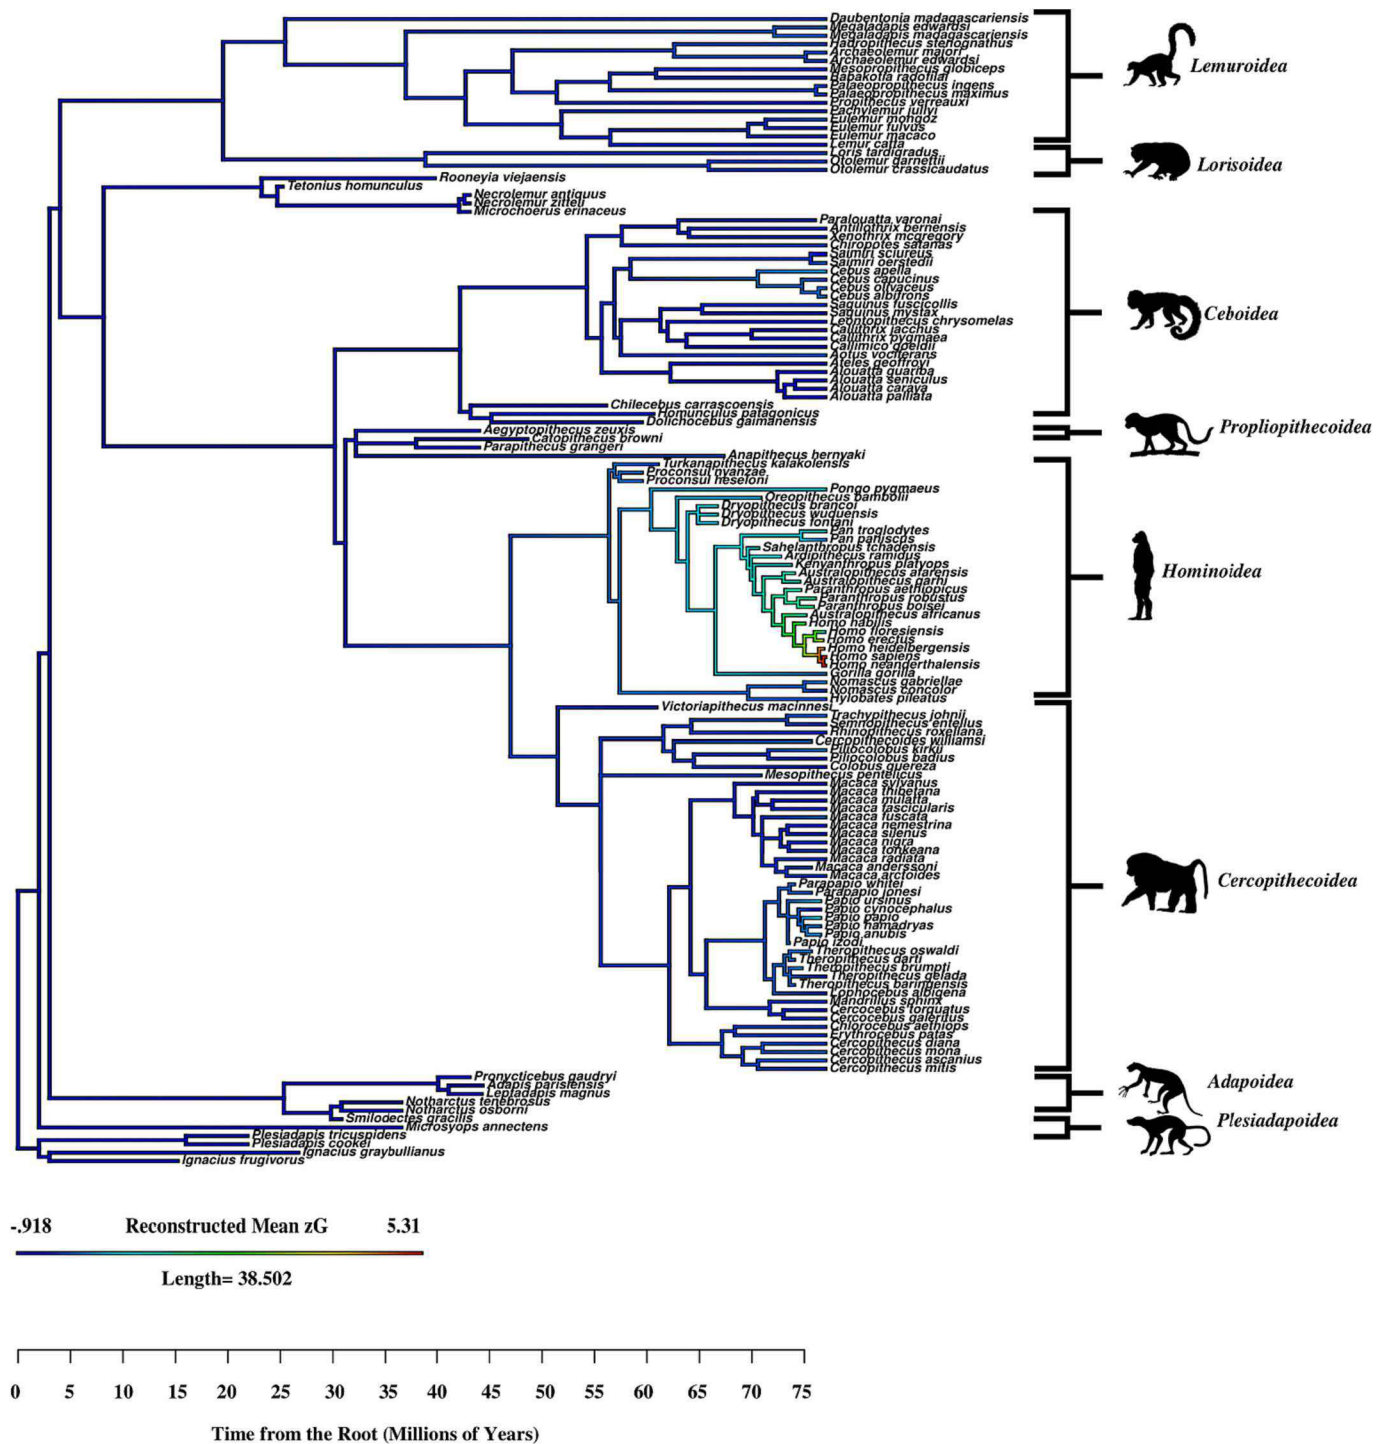 Daubentonia madagascariensis
Megaladapis edwardsi
Megaladapis madagascariensis
Hadropithecus stenognathus
Archaeolemur majori
Archaeolemur edwardsi
Mesopropithecus globiceps
Babakotia radofilai
Palaeopropithecus ingens
Palaeopropithecus maximus
Propithecus verreauxi
Pachylemur jullyi
Eulemur mongoz
Eulemur fulvus
Eulemur macaco
Lemur catta
Lemuroidea
Loris tardigradus
Otolemur garnettii
Otolemur crassicaudatus
Lorisoidea
Rooneyia viejaensis
Tetonius homunculus
Necrolemur antiquus
Necrolemur zitteli
Microchoerus erinaceus
Paralouatta varonai
Antillothrix bernensis
Xenothrix mcgregory
Chiropotes satanas
Saimiri sciureus
Saimiri oerstedii
Cebus apella
Cebus capucinus
Cebus olivaceus
Cebus albifrons
Saguinus fuscicollis
Saguinus mystax
Leontopithecus chrysomelas
Callithrix jacchus
Callithrix pygmaea
Callimico goeldii
Aotus vociferans
Ateles geoffroyi
Alouatta guariba
Alouatta seniculus
Alouatta caraya
Alouatta palliata
Ceboidea
Chilecebus carrascoensis
Homunculus patagonicus
Dolichocebus gaimanensis
Aegyptopithecus zeuxis
Catopithecus browni
Parapithecus grangeri
Propliopithecoidea
Anapithecus hernyaki
Turkanapithecus kalakolensis
Proconsul nyanzae
Proconsul heseloni
Pongo pygmaeus
Oreopithecus bambolii
Dryopithecus brancoi
Dryopithecus wuduensis
Dryopithecus fontani
Pan troglodytes
Pan paniscus
Sahelanthropus tchadensis
Ardipithecus ramidus
Kenyanthropus platyops
Australopithecus afarensis
Australopithecus garhi
Paranthropus aethiopicus
Paranthropus robustus
Paranthropus boisei
Australopithecus africanus
Homo habilis
Homo floresiensis
Homo erectus
Homo heidelbergensis
Homo sapiens
Homo neanderthalensis
Gorilla gorilla
Nomascus gabriellae
Nomascus concolor
Hylobates pileatus
Hominoidea
Victoriapithecus macinnesi
Trachypithecus johnii
Semnopithecus entellus
Rhinopithecus roxellana
Cercopithecoides williamsi
Piliocolobus kirkii
Piliocolobus badius
Colobus guereza
Mesopithecus pentelicus
Macaca sylvanus
Macaca thibetana
Macaca mulatta
Macaca fascicularis
Macaca fuscata
Macaca nemestrina
Macaca silenus
Macaca nigra
Macaca tonkeana
Macaca radiata
Macaca anderssoni
Macaca arctoides
Parapapio whitei
Parapapio jonesi
Papio ursinus
Papio cynocephalus
Papio papio
Papio hamadryas
Papio anubis
Papio izodi
Theropithecus oswaldi
Theropithecus darti
Theropithecus brumpti
Theropithecus gelada
Theropithecus baringensis
Lophocebus albigena
Mandrillus sphinx
Cercocebus torquatus
Cercocebus galeritus
Chlorocebus aethiops
Erythrocebus patas
Cercopithecus diana
Cercopithecus mona
Cercopithecus ascanius
Cercopithecus mitis
Cercopithecoidea
Pronycticebus gaudryi
Adapis parisiensis
Leptadapis magnus
Notharctus tenebrosus
Notharctus osborni
Smilodectes gracilis
Adapoidea
Microsyops annectens
Plesiadapis tricuspidens
Plesiadapis cookei
Ignacius graybullianus
Ignacius frugivorus
Plesiadapoidea
-.918 Reconstructed Mean zG 5.31
Length= 38.502
0 5 10 15 20 25 30 35 40 45 50 55 60 65 70 75
Time from the Root (Millions of Years)